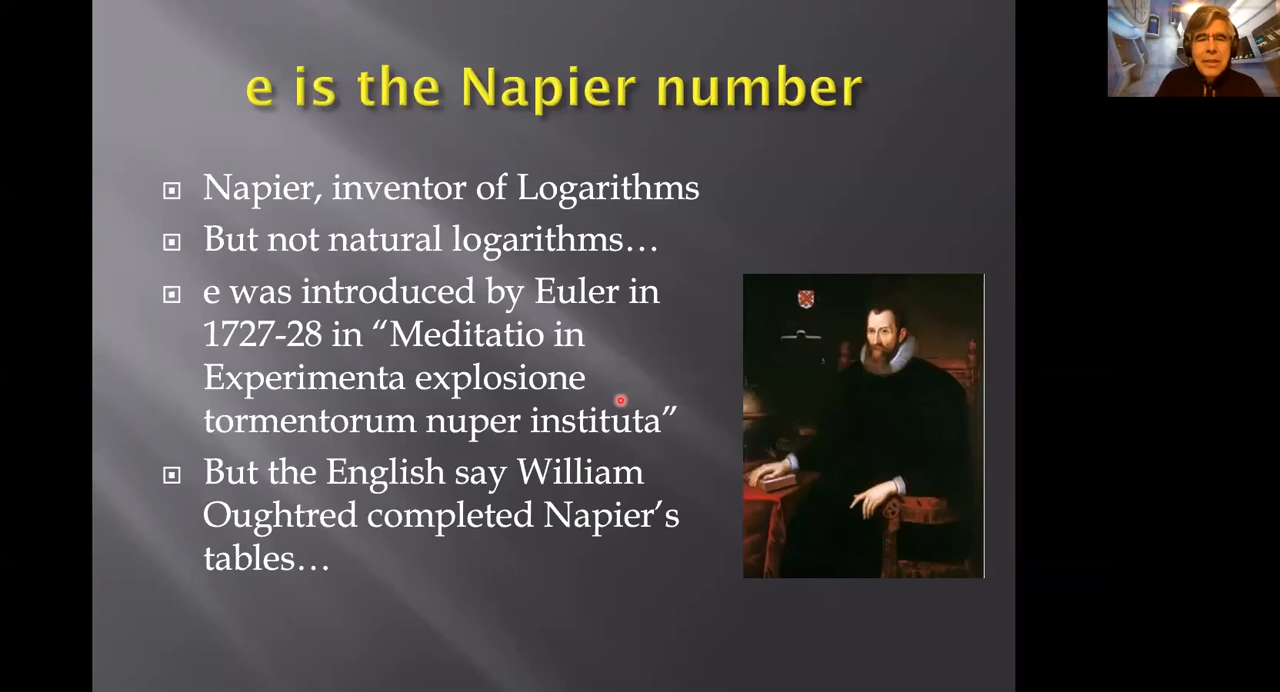 e is the Napier number
Napier, inventor of Logarithms
But not natural logarithms…
e was introduced by Euler in
1727-28 in “Meditatio in
Experimenta explosione
tormentorum nuper instituta”
But the English say William
Oughtred completed Napier’s
tables…